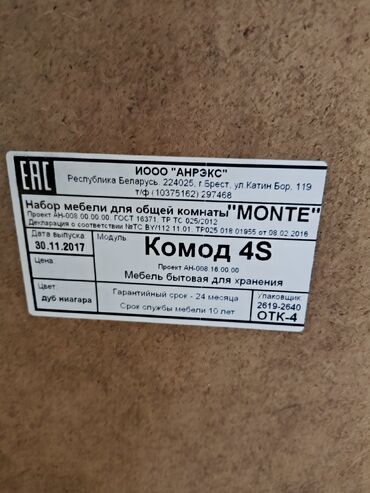 EAC
ИООО "АНРЭКС"
Республика Беларусь, 224025, г.Брест, ул.Катин Бор, 119
т/ф (10375162) 297468
Набор мебели для общей комнаты "MONTE"
Проект АН-008.00.00.00. ГОСТ 16371, ТР ТС 025/2012
Декларация о соответствии №ТС BY/112 11.01. ТР025 018 01955 от 08.02.2016
Дата выпуска
30.11.2017
Модуль
Комод 4S
Цена
Проект АН-008.16.00.00
Мебель бытовая для хранения
Цвет:
дуб ниагара
Гарантийный срок - 24 месяца
Срок службы мебели 10 лет
Упаковщик:
2619-2640
ОТК-4